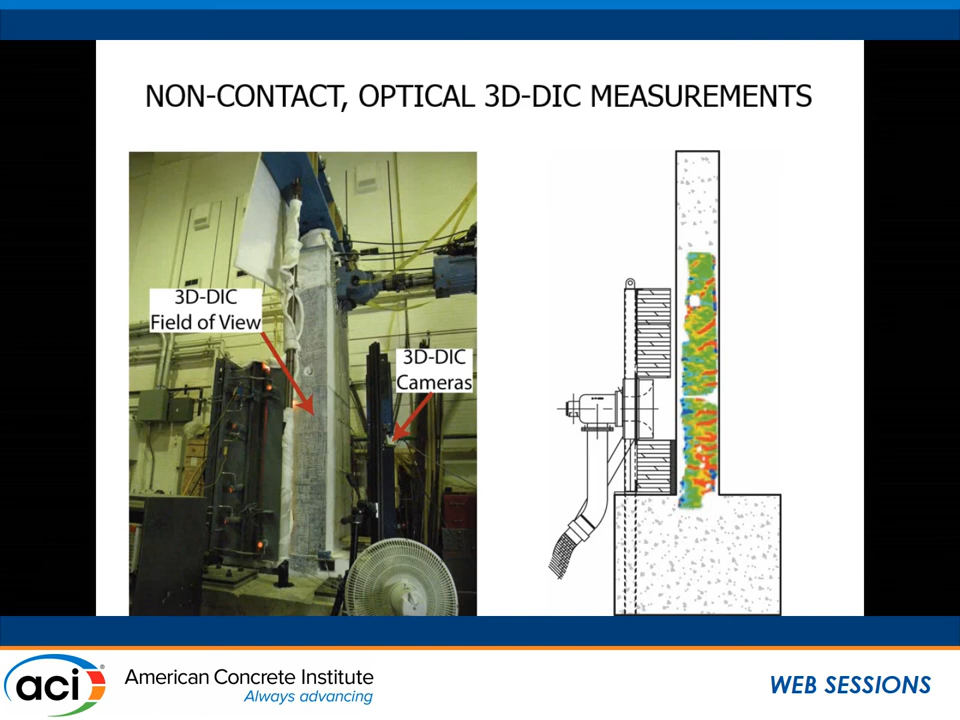 NON-CONTACT, OPTICAL 3D-DIC MEASUREMENTS
3D-DIC
Field of View
3D-DIC
Cameras
aci
American Concrete Institute
Always advancing
WEB SESSIONS